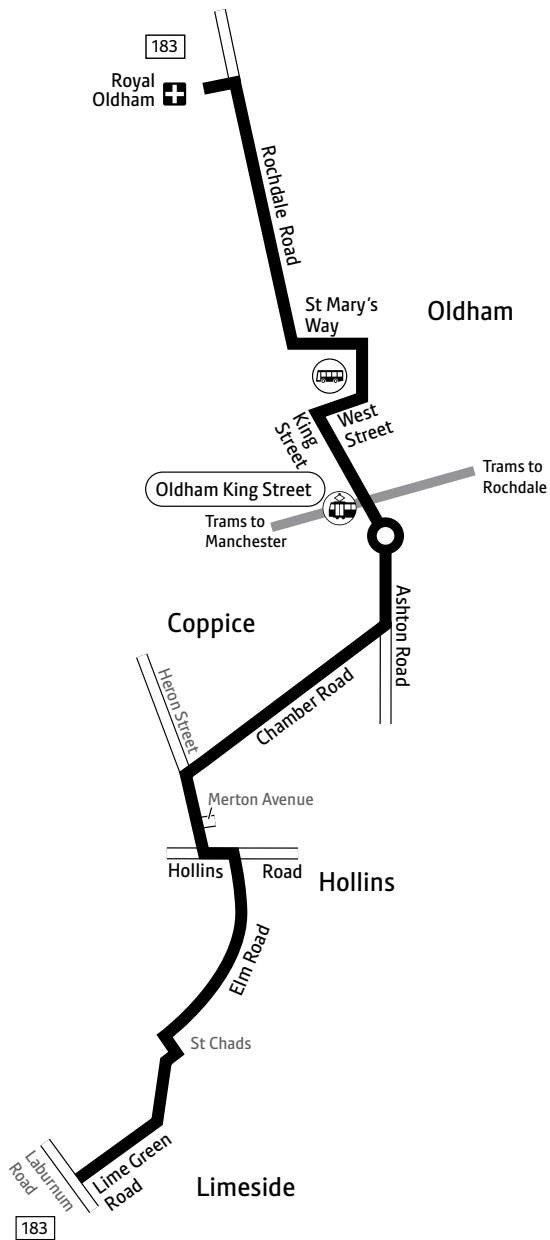 183
Royal
Oldham
Rochdale Road
St Mary's
Way
Oldham
King
Street
West
Street
Oldham King Street
Trams to
Rochdale
Trams to
Manchester
Ashton Road
Coppice
Heron Street
Chamber Road
Merton Avenue
Hollins Road
Hollins
Elm Road
St Chads
Laburnum
Road
Lime Green
Road
Limeside
183